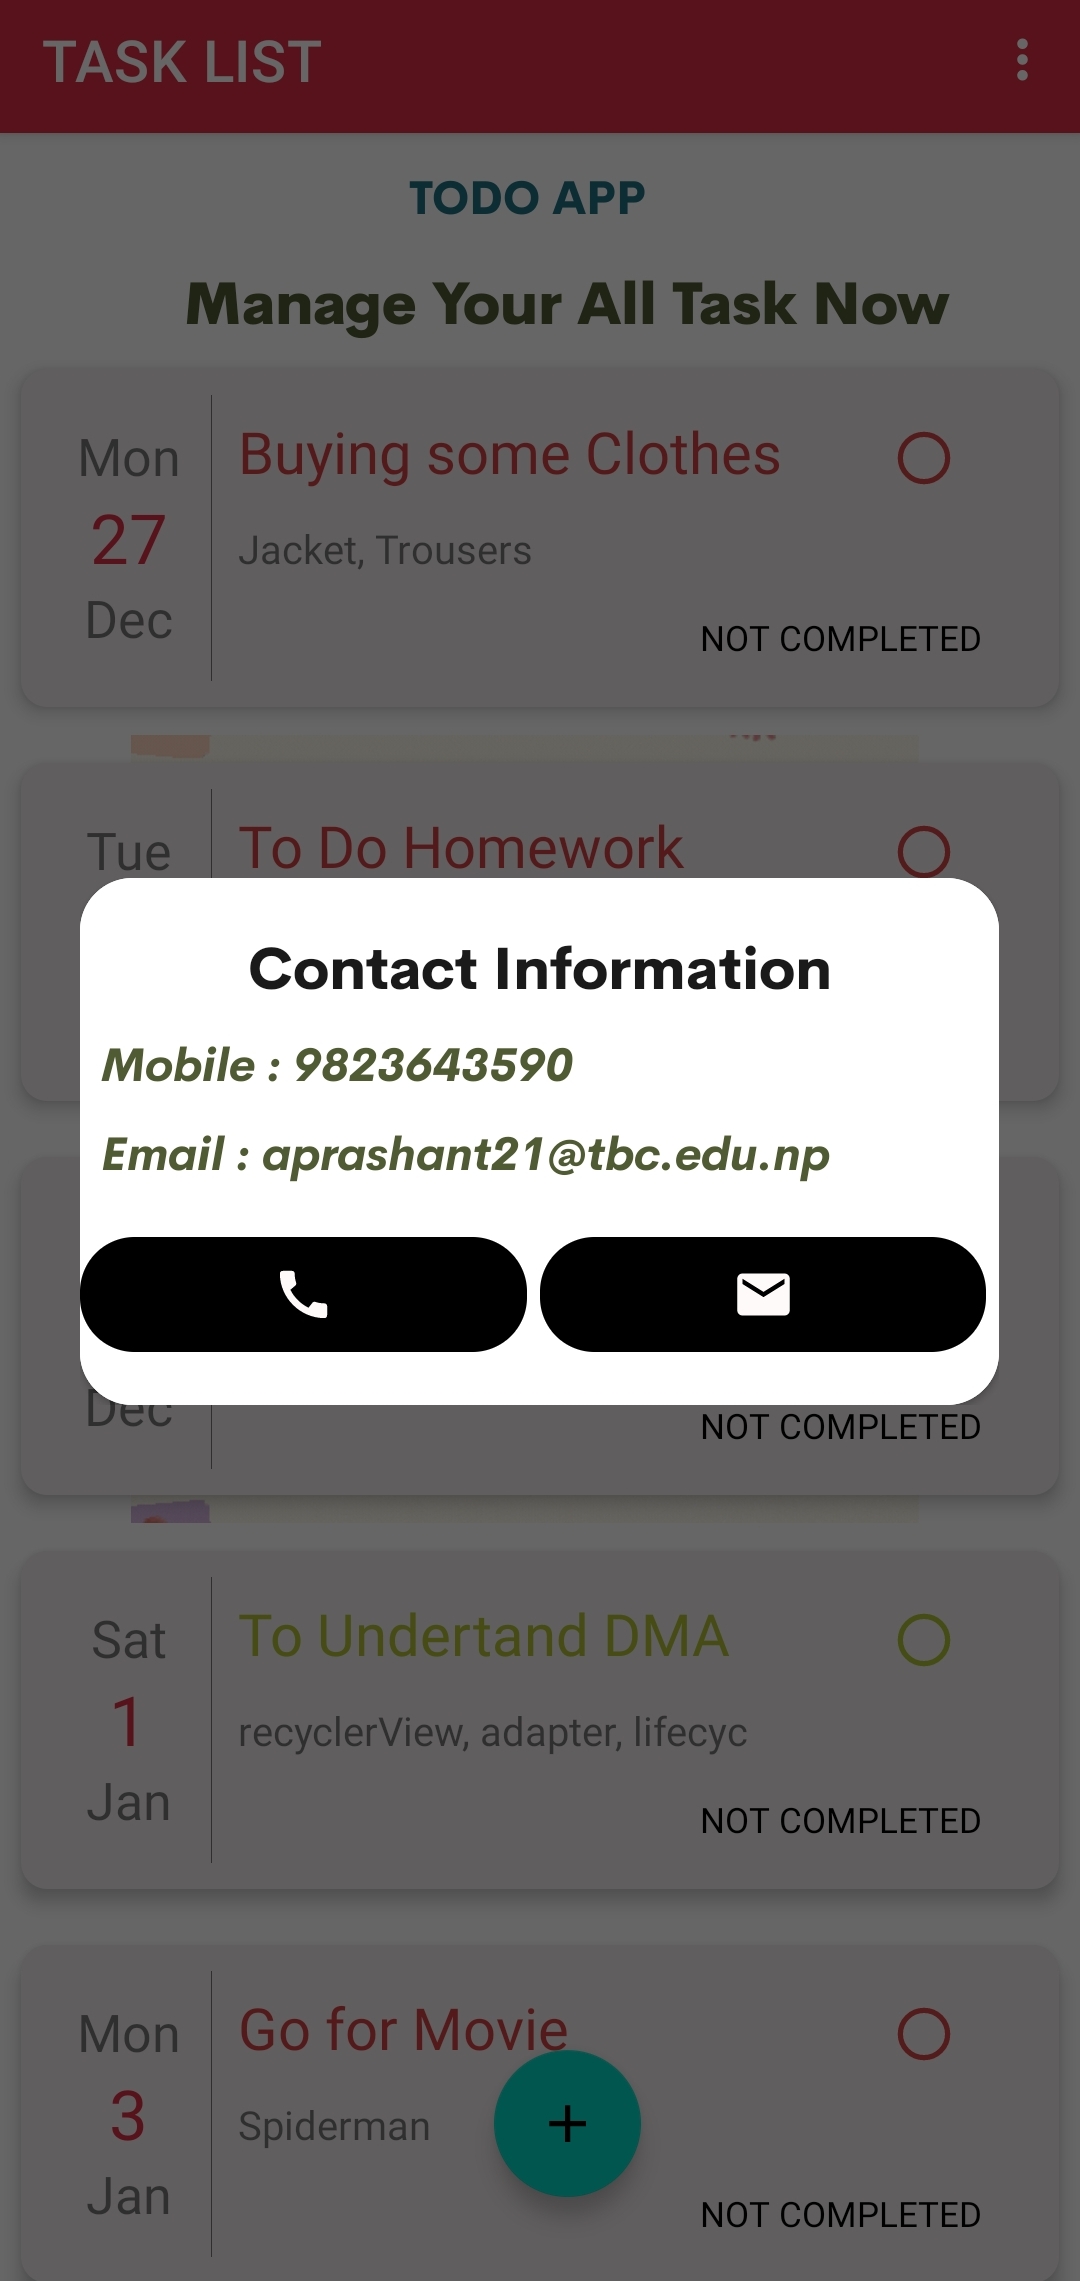 TASK LIST
TODO APP
Manage Your All Task Now
Mon
27
Dec
Buying some Clothes
Jacket, Trousers
NOT COMPLETED
Tue
To Do Homework
Contact Information
Mobile : 9823643590
Email : aprashant21@tbc.edu.np
Dec
NOT COMPLETED
Sat
1
Jan
To Undertand DMA
recyclerView, adapter, lifecyc
NOT COMPLETED
Mon
3
Jan
Go for Movie
Spiderman
NOT COMPLETED